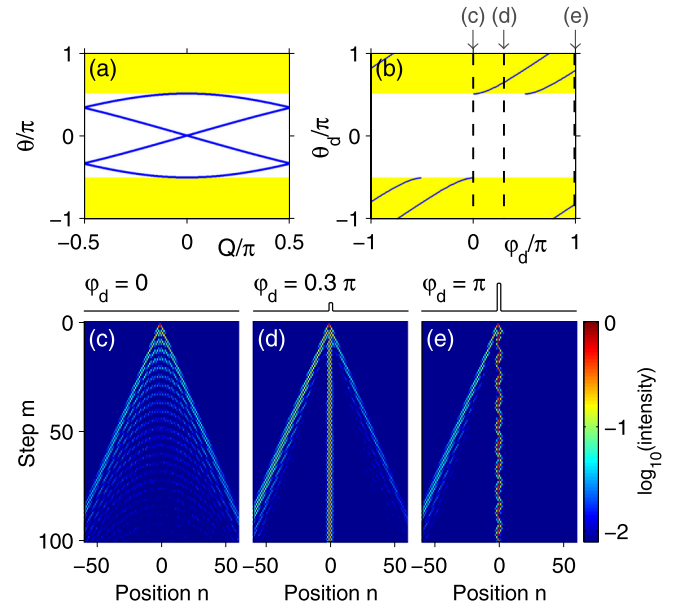 (c) (d) (e)
1 1
(a) (b)
θ/π 0 θd/π 0
-1 -1
-0.5 0 0.5 -1 0 1
Q/π φd/π
φd = 0 φd = 0.3 π φd = π
0 (c) (d) (e) 0
Step m 50 -1 log10(intensity)
100 -2
-50 0 50 -50 0 50 -50 0 50
Position n Position n Position n